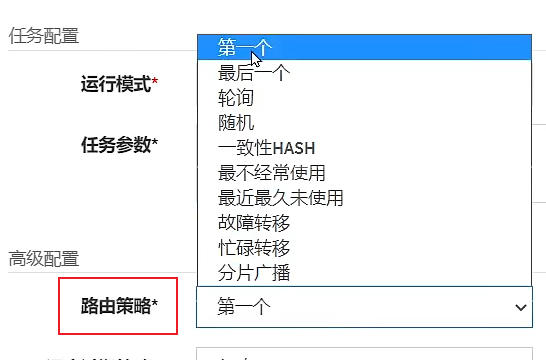 任务配置
第一个
最后一个
运行模式*
轮询
随机
任务参数*
一致性HASH
最不经常使用
最近最久未使用
故障转移
忙碌转移
高级配置
分片广播
路由策略*
第一个